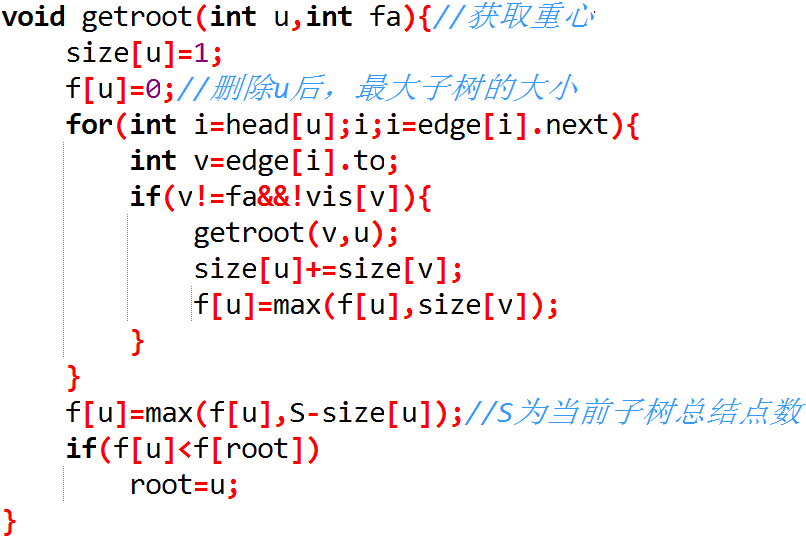 void getroot(int u,int fa){//获取重心
    size[u]=1;
    f[u]=0;//删除u后，最大子树的大小
    for(int i=head[u];i;i=edge[i].next){
        int v=edge[i].to;
        if(v!=fa&&!vis[v]){
            getroot(v,u);
            size[u]+=size[v];
            f[u]=max(f[u],size[v]);
        }
    }
    f[u]=max(f[u],S-size[u]);//S为当前子树总结点数
    if(f[u]<f[root])
        root=u;
}